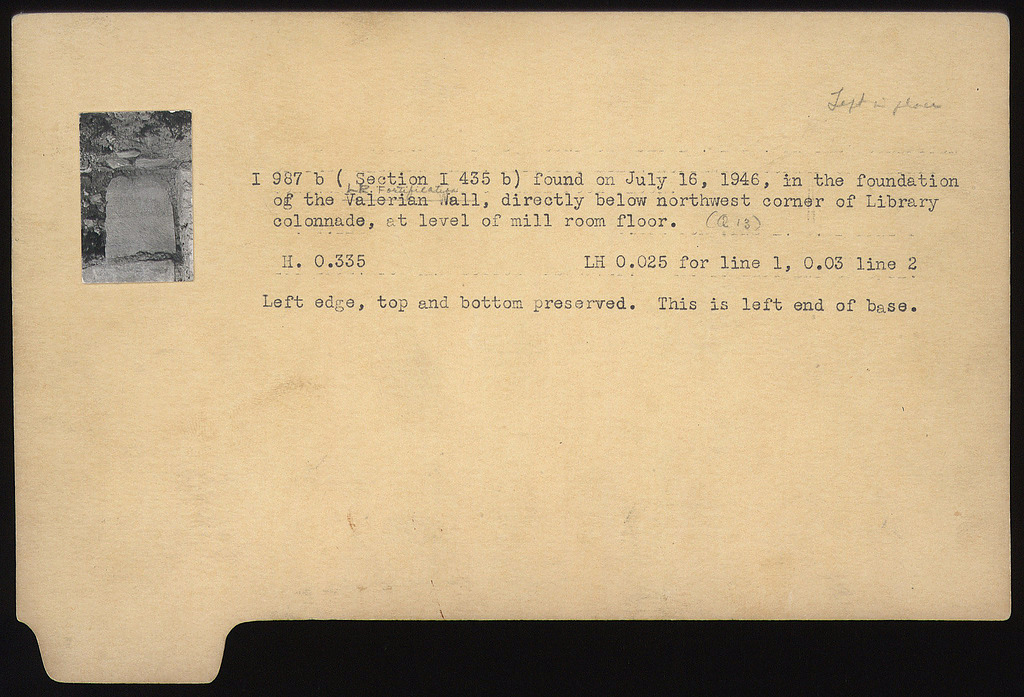 Left in place
I 987 b ( Section I 435 b) found on July 16, 1946, in the foundation
LR Fortification
of the Valerian Wall, directly below northwest corner of Library
colonnade, at level of mill room floor. (Q 13)
H. 0.335 LH 0.025 for line 1, 0.03 line 2
Left edge, top and bottom preserved. This is left end of base.